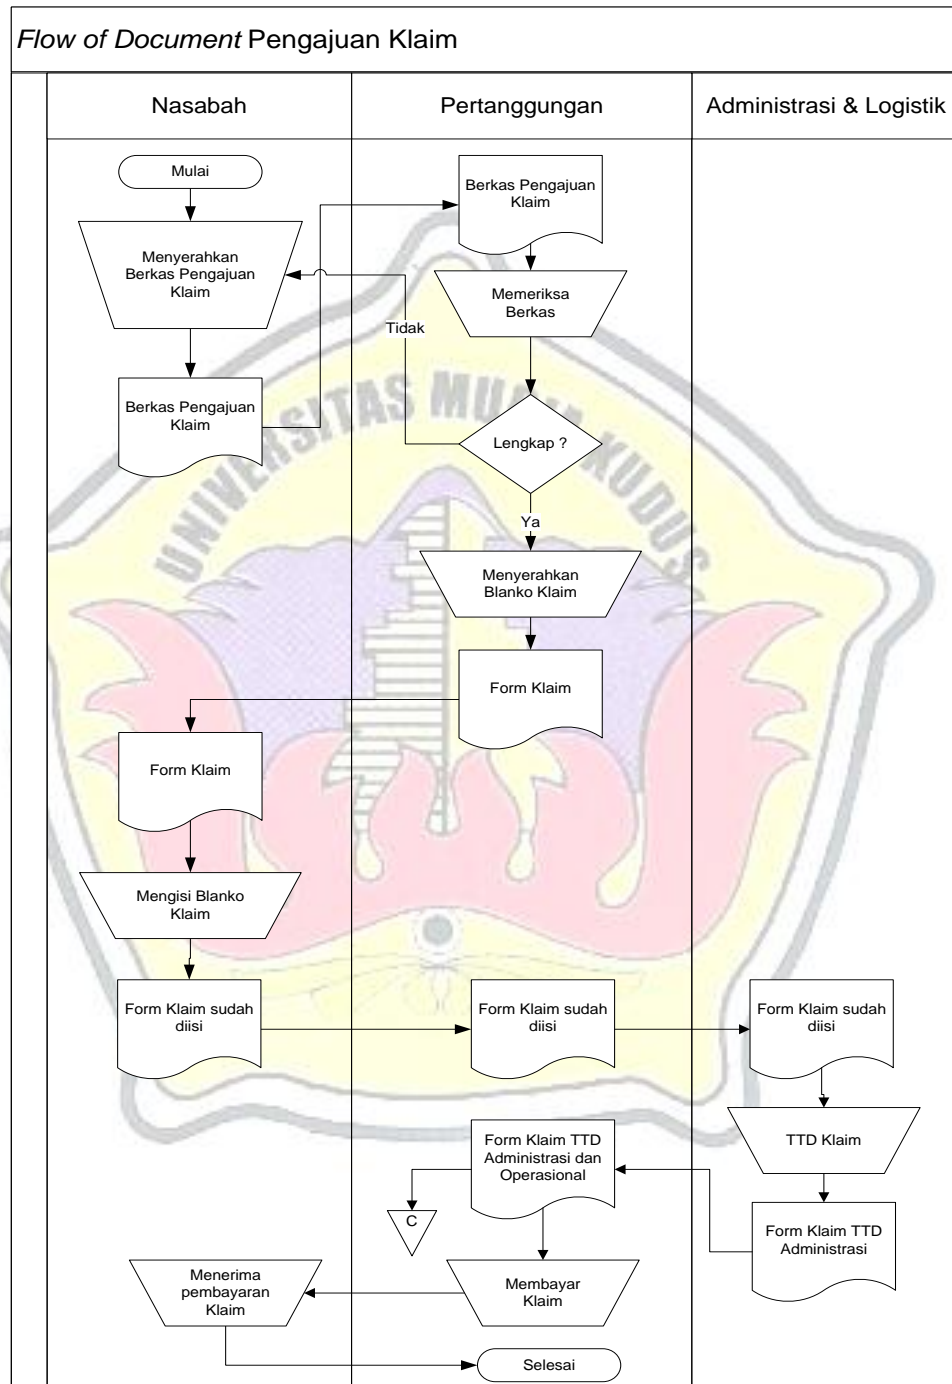 Flow of Document Pengajuan Klaim
Nasabah
Pertanggungan
Administrasi & Logistik
Mulai
Berkas Pengajuan
Klaim
Menyerahkan
Berkas Pengajuan
Klaim
Memeriksa
Berkas
Tidak
Berkas Pengajuan
Klaim
Lengkap ?
Ya
Menyerahkan
Blanko Klaim
Form Klaim
Form Klaim
Mengisi Blanko
Klaim
Form Klaim sudah
diisi
Form Klaim sudah
diisi
Form Klaim sudah
diisi
TTD Klaim
Form Klaim TTD
Administrasi dan
Operasional
C
Form Klaim TTD
Administrasi
Membayar
Klaim
Menerima
pembayaran
Klaim
Selesai
UNIVERSITAS MURIA KUDUS